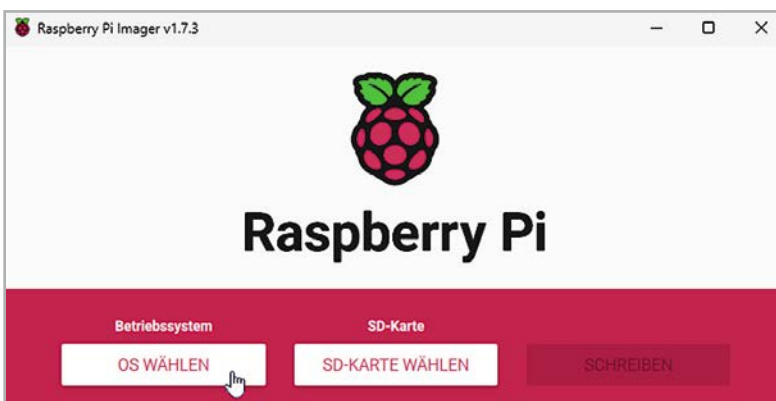 Raspberry Pi Imager v1.7.3
Raspberry Pi
Betriebssystem
SD-Karte
OS WÄHLEN
SD-KARTE WÄHLEN
SCHREIBEN